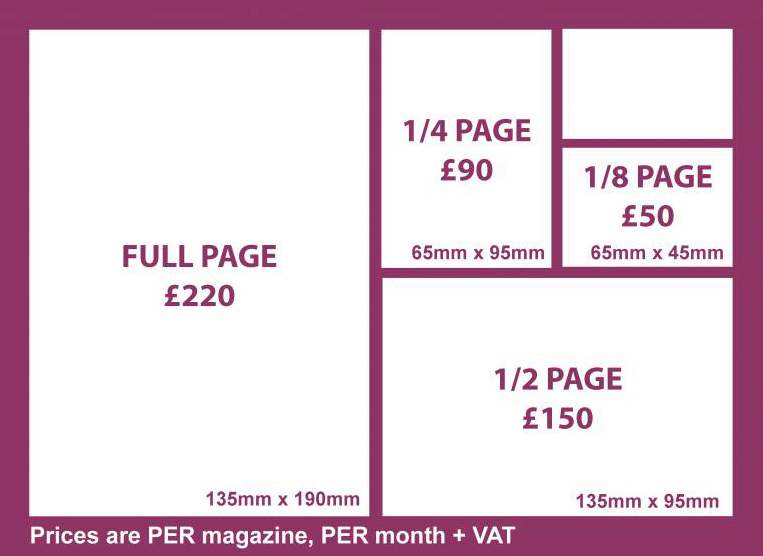 FULL PAGE
£220
135mm x 190mm
1/4 PAGE
£90
65mm x 95mm
1/8 PAGE
£50
65mm x 45mm
1/2 PAGE
£150
135mm x 95mm
Prices are PER magazine, PER month + VAT